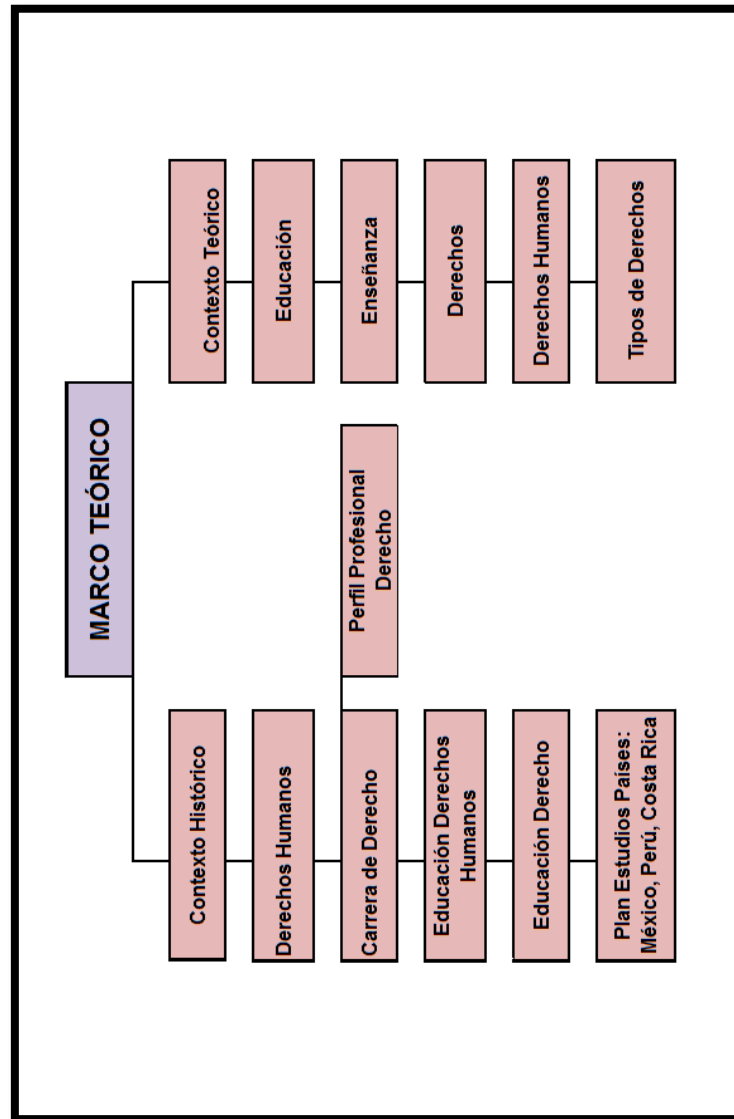 MARCO TEÓRICO
Contexto Histórico
Derechos Humanos
Carrera de Derecho
Perfil Profesional
Derecho
Educación Derechos
Humanos
Educación Derecho
Plan Estudios Países:
México, Perú, Costa Rica
Contexto Teórico
Educación
Enseñanza
Derechos
Derechos Humanos
Tipos de Derechos